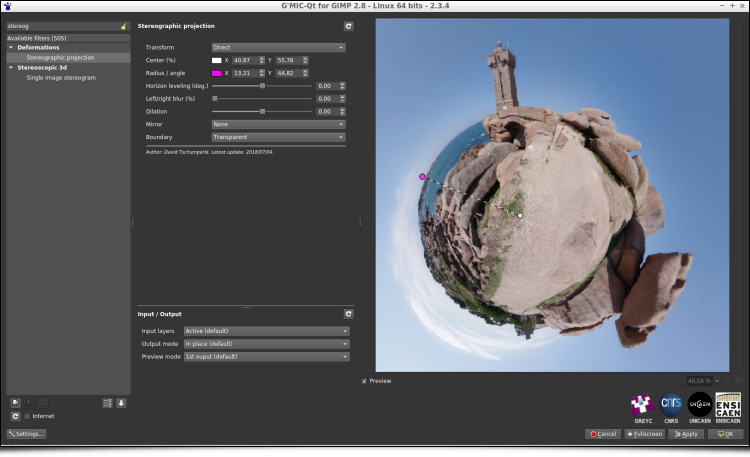 G'MIC-Qt for GIMP 2.8 - Linux 64 bits - 2.3.4
stereog
Available filters (505)
Deformations
Stereographic projection
Stereoscopic 3d
Single image stereogram
Internet
Settings...
Stereographic projection
Transform Direct
Center (%) X 40,87 Y 55,78
Radius / angle X 13,21 Y 44,82
Horizon leveling (deg.) 0,00
Left/right blur (%) 0,00
Dilation 0,00
Mirror None
Boundary Transparent
Author: David Tschumperlé. Latest update: 2018/07/04.
Input / Output
Input layers Active (default)
Output mode In place (default)
Preview mode 1st ouput (default)
Preview
40,58 %
GREYC
CNRS
UNICAEN
ENSICAEN
cnrs
UNICAEN
ENSI
CAEN
Cancel
Fullscreen
Apply
OK